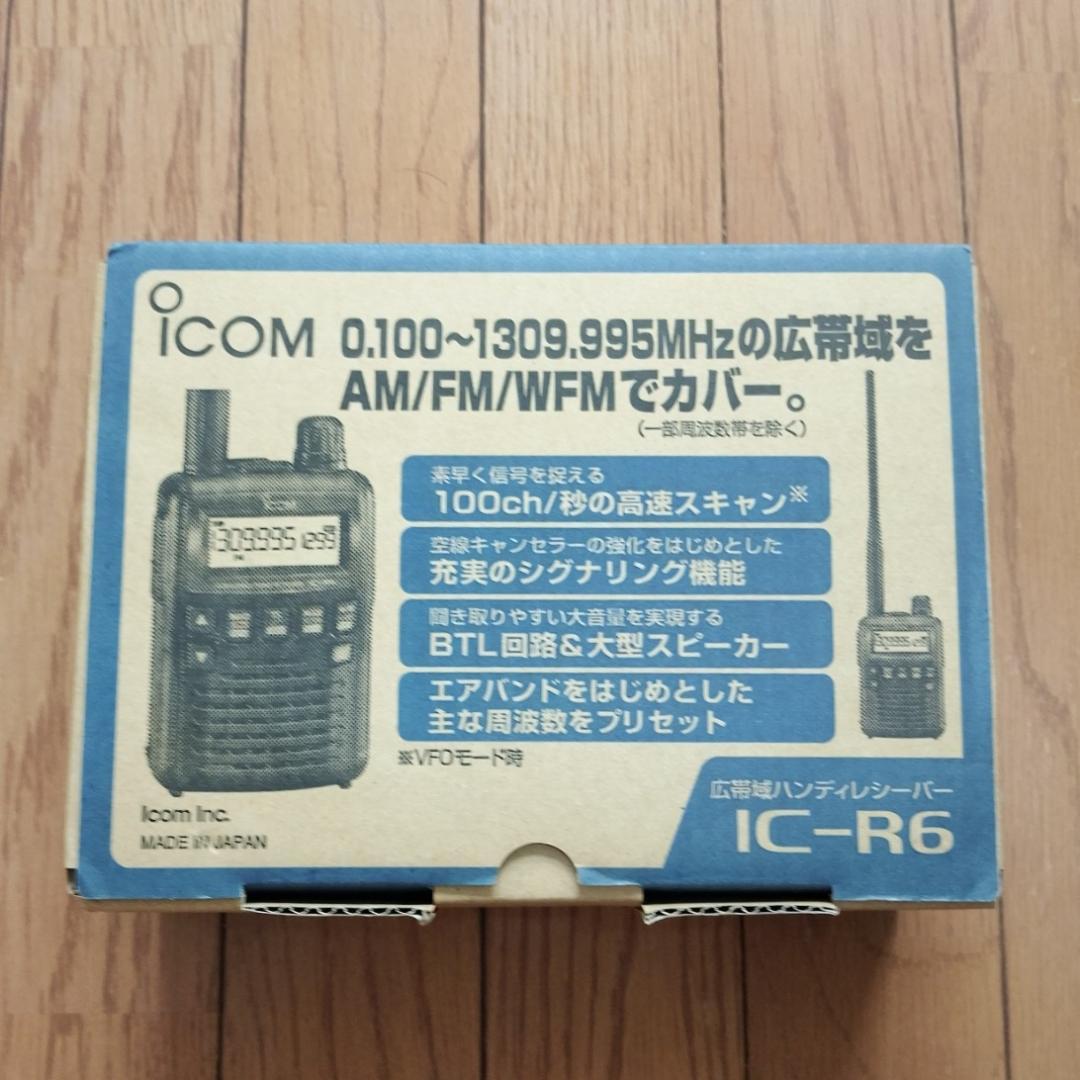 iCOM
0.100〜1309.995MHzの広帯域を
AM/FM/WFMでカバー。
(一部周波数帯を除く)
素早く信号を捉える
100ch/秒の高速スキャン※
空線キャンセラーの強化をはじめとした
充実のシグナリング機能
聞き取りやすい大音量を実現する
BTL回路&大型スピーカー
エアバンドをはじめとした
主な周波数をプリセット
※VFOモード時
icom
309.995
Icom Inc.
MADE IN JAPAN
広帯域ハンディレシーバー
IC-R6